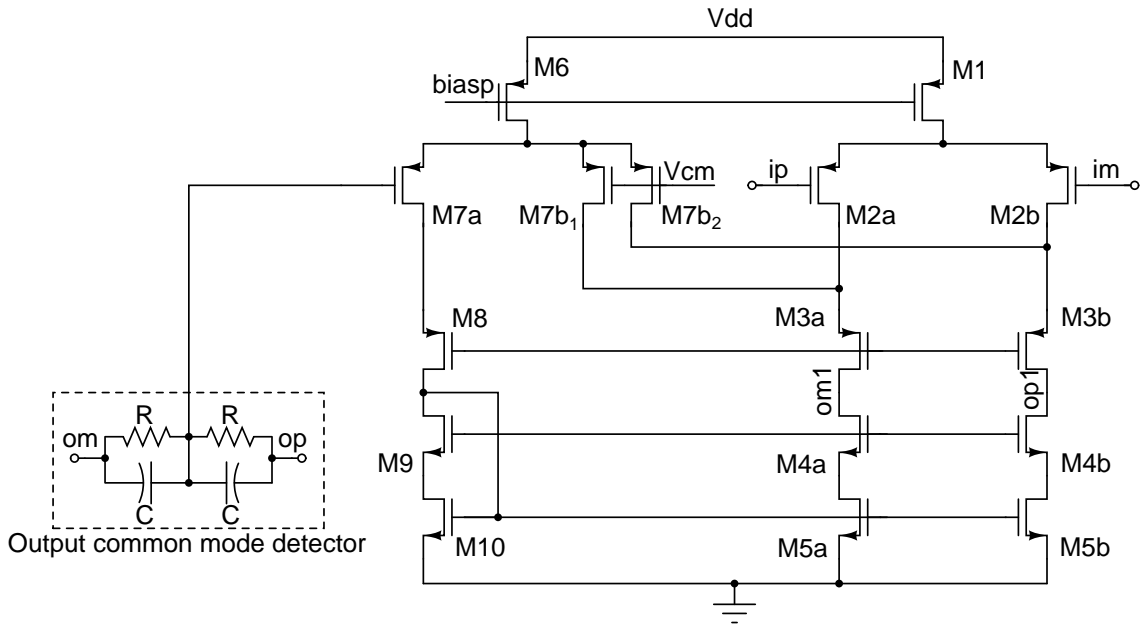 Vdd
M6
M1
biasp
Vcm
ip
im
M7a
M7b1
M7b2
M2a
M2b
M8
M3a
M3b
om1
op1
R
R
om
op
M9
M4a
M4b
C
C
Output common mode detector
M10
M5a
M5b